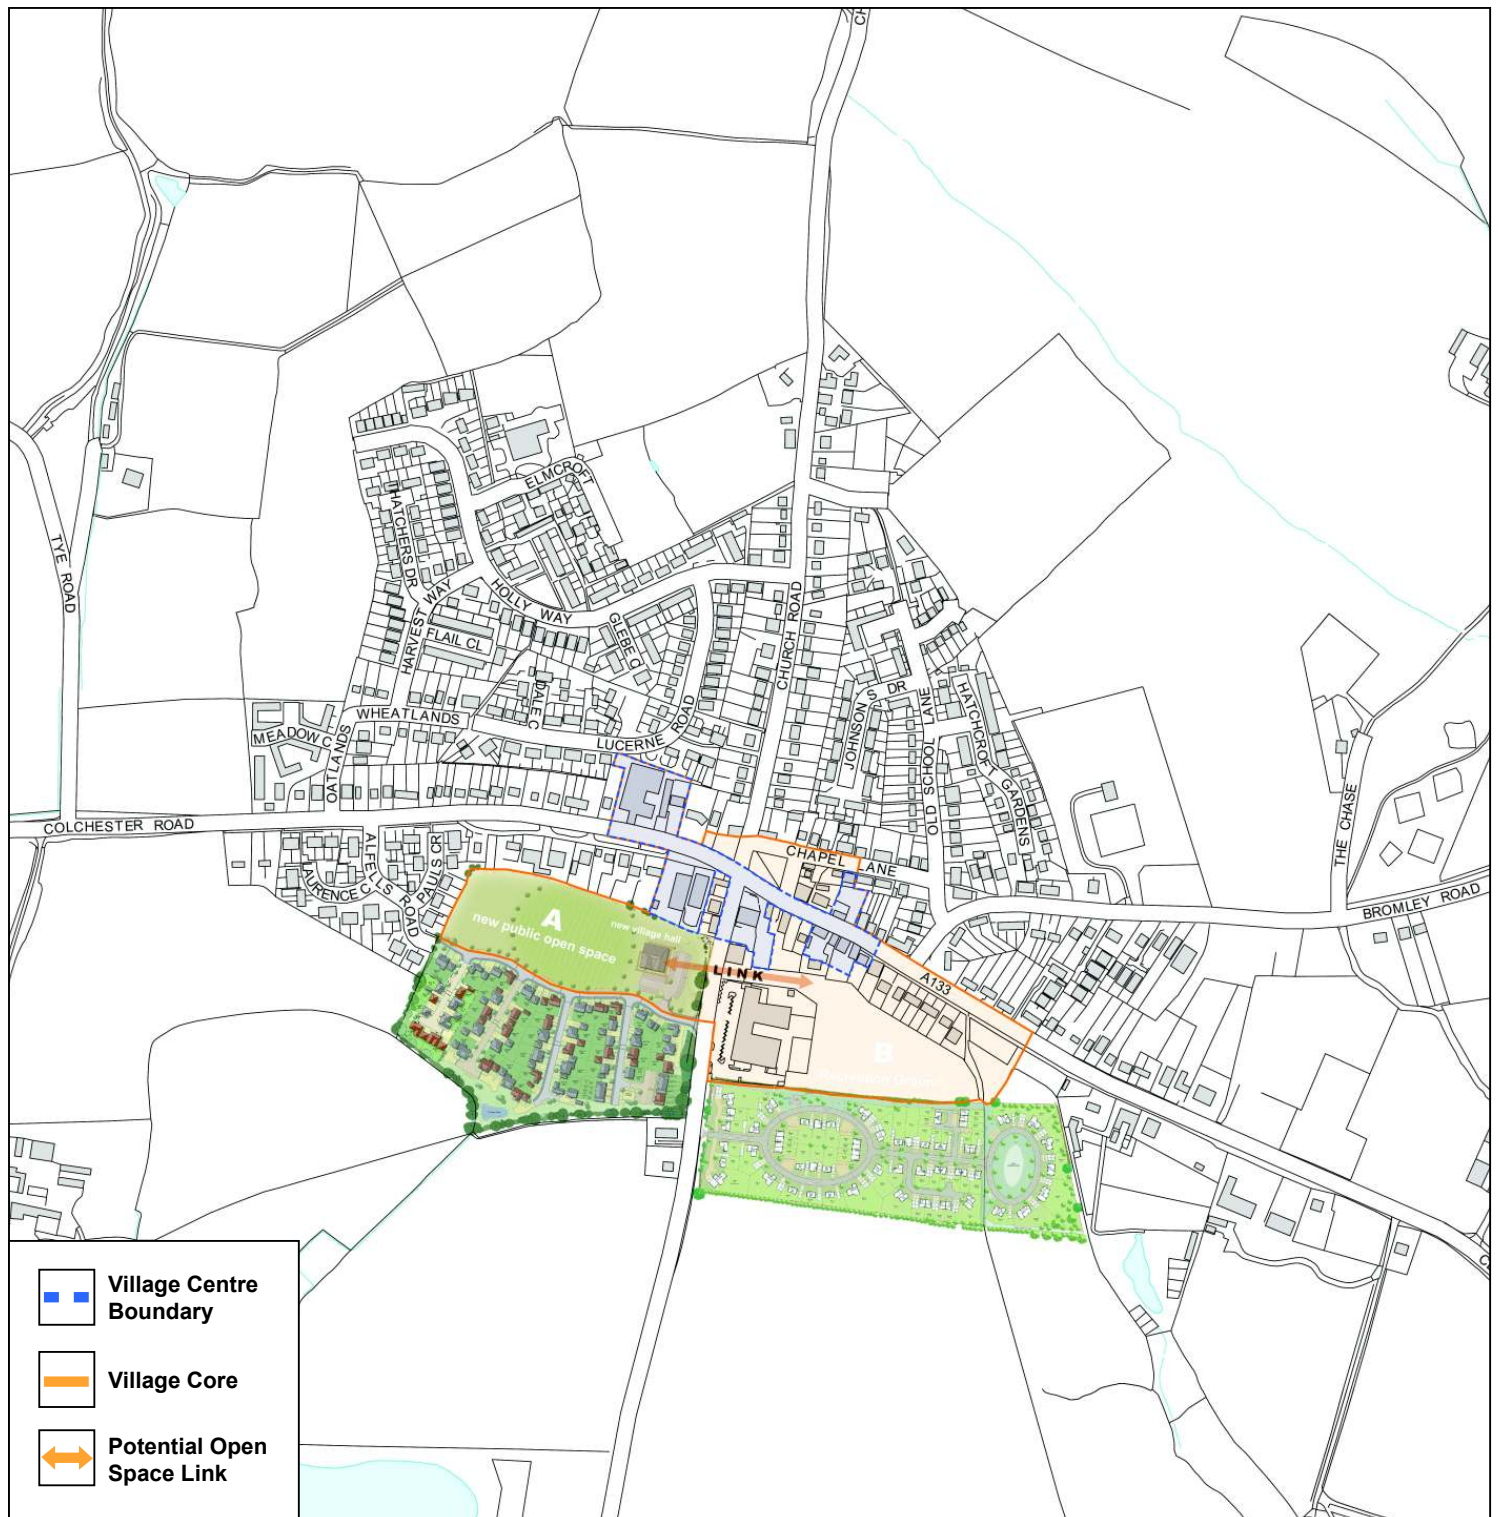 CH
TYE ROAD
ELMCROFT
THATCHERS DR
HARVEST WAY
HOLLY WAY
FLAIL CL
GLEBE C
CHURCH ROAD
DALE C
WHEATLANDS
MEADOW C
OATLANDS
LUCERNE ROAD
JOHNSON S DR
OLD SCHOOL LANE
HATCHCROFT GARDENS
THE CHASE
COLCHESTER ROAD
CHAPEL LANE
BROMLEY ROAD
ALFELLS ROAD
PAULS CR
LAURENCE C
A
new public open space
new village hall
LINK
A133
B
Village Centre
Boundary
Village Core
Potential Open
Space Link